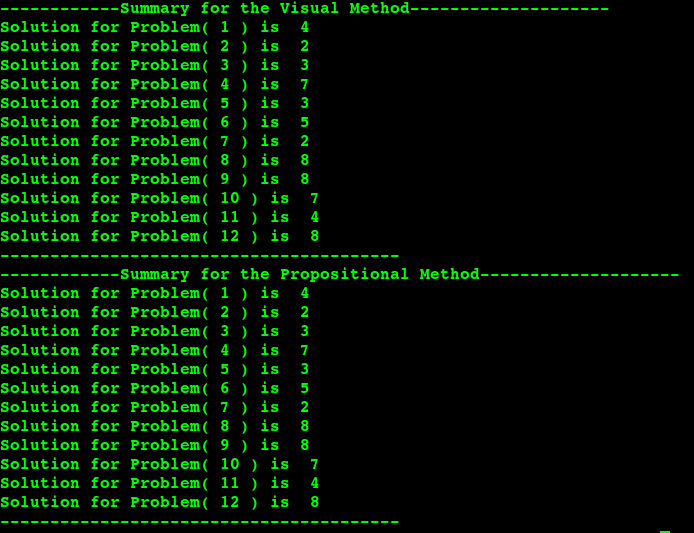 ------------Summary for the Visual Method--------------------
Solution for Problem( 1 ) is  4
Solution for Problem( 2 ) is  2
Solution for Problem( 3 ) is  3
Solution for Problem( 4 ) is  7
Solution for Problem( 5 ) is  3
Solution for Problem( 6 ) is  5
Solution for Problem( 7 ) is  2
Solution for Problem( 8 ) is  8
Solution for Problem( 9 ) is  8
Solution for Problem( 10 ) is  7
Solution for Problem( 11 ) is  4
Solution for Problem( 12 ) is  8
----------------------------------------
------------Summary for the Propositional Method--------------------
Solution for Problem( 1 ) is  4
Solution for Problem( 2 ) is  2
Solution for Problem( 3 ) is  3
Solution for Problem( 4 ) is  7
Solution for Problem( 5 ) is  3
Solution for Problem( 6 ) is  5
Solution for Problem( 7 ) is  2
Solution for Problem( 8 ) is  8
Solution for Problem( 9 ) is  8
Solution for Problem( 10 ) is  7
Solution for Problem( 11 ) is  4
Solution for Problem( 12 ) is  8
----------------------------------------